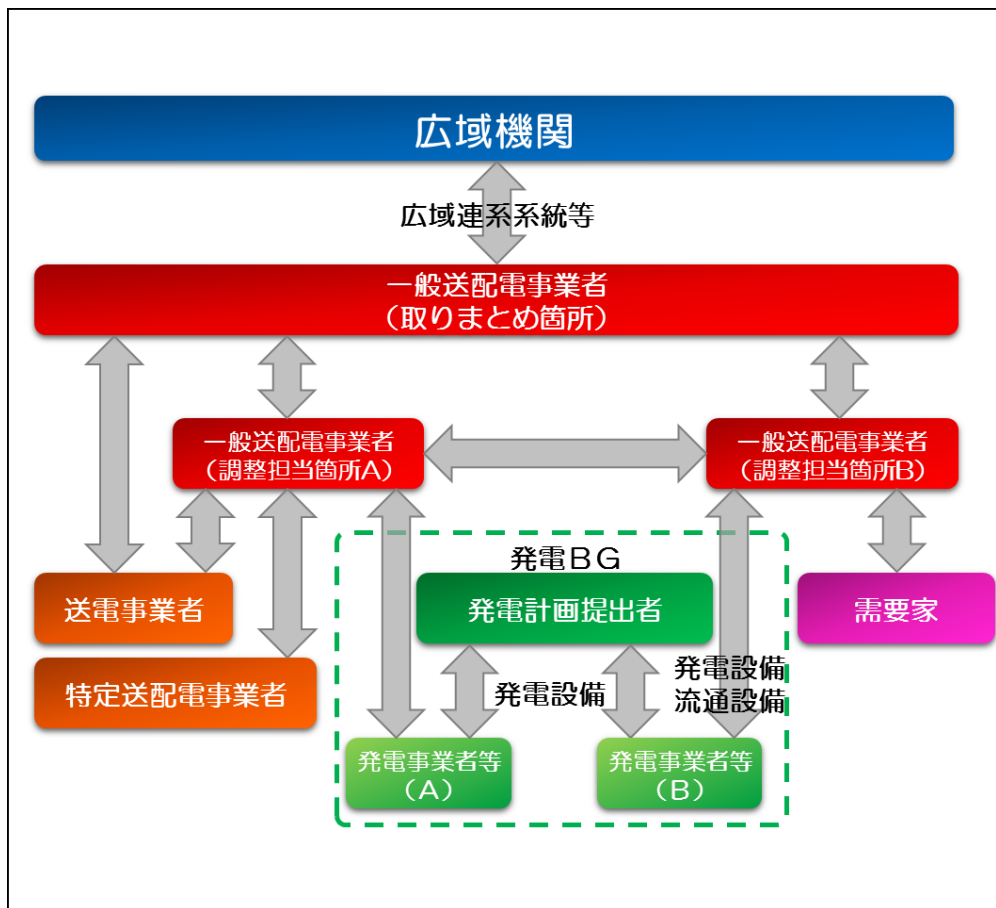 広域機関
広域連系系統等
一般送配電事業者
（取りまとめ箇所）
一般送配電事業者
（調整担当箇所A）
一般送配電事業者
（調整担当箇所B）
発電ＢＧ
送電事業者
発電計画提出者
需要家
特定送配電事業者
発電設備
発電設備
流通設備
発電事業者等
（A）
発電事業者等
（B）